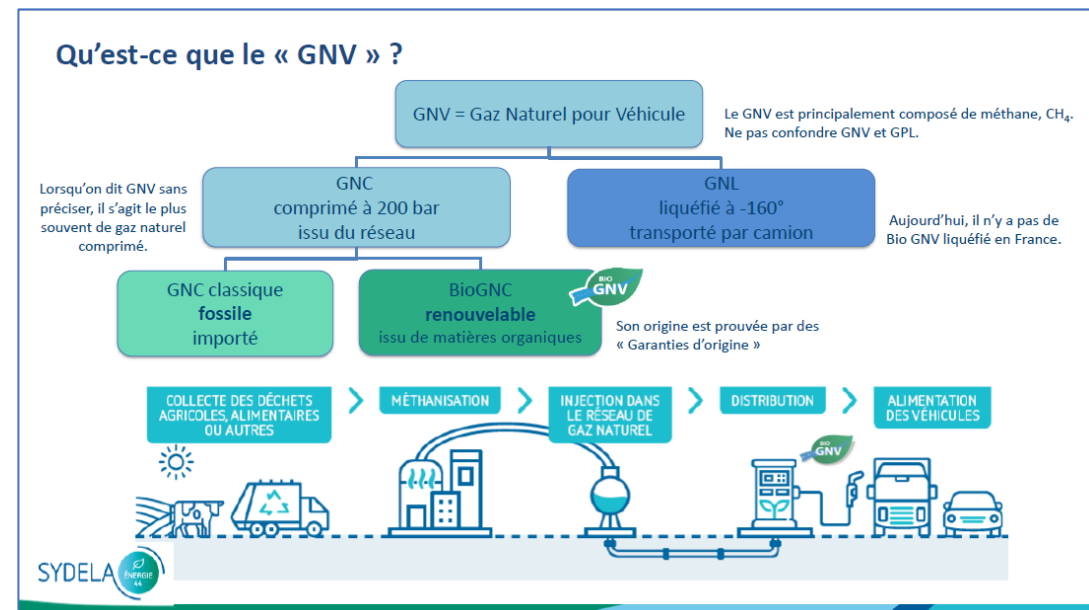 Qu'est-ce que le « GNV » ?
GNV = Gaz Naturel pour Véhicule
Le GNV est principalement composé de méthane, CH₄.
Ne pas confondre GNV et GPL.
Lorsqu'on dit GNV sans
préciser, il s'agit le plus
souvent de gaz naturel
comprimé.
GNC
comprimé à 200 bar
issu du réseau
GNL
liquéfié à -160°
transporté par camion
Aujourd'hui, il n'y a pas de
Bio GNV liquéfié en France.
GNC classique
fossile
importé
BioGNC
renouvelable
issu de matières organiques
BIO
GNV
Son origine est prouvée par des
« Garanties d'origine »
COLLECTE DES DÉCHETS
AGRICOLES, ALIMENTAIRES
OU AUTRES
MÉTHANISATION
INJECTION DANS
LE RÉSEAU DE
GAZ NATUREL
DISTRIBUTION
ALIMENTATION
DES VÉHICULES
BIO
GNV
SYDELA
ÉNERGIE
44